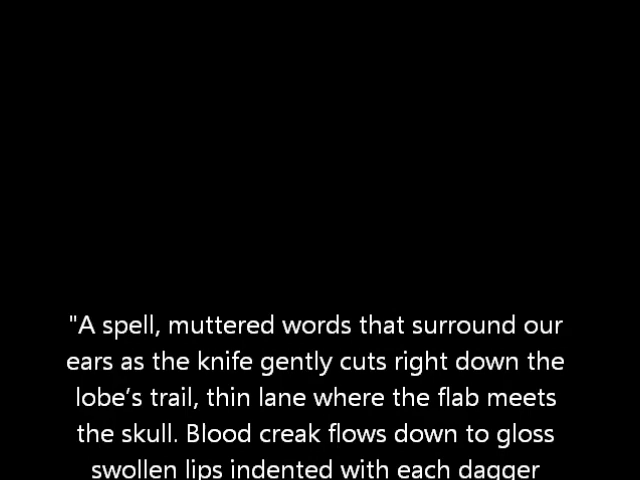 "A spell, muttered words that surround our
ears as the knife gently cuts right down the
lobe’s trail, thin lane where the flab meets
the skull. Blood creak flows down to gloss
swollen lips indented with each dagger